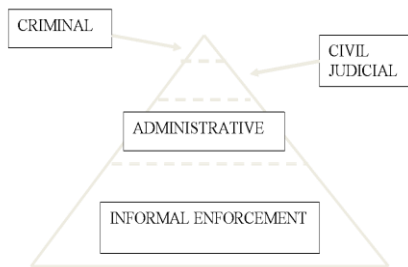 CRIMINAL
CIVIL
JUDICIAL
ADMINISTRATIVE
INFORMAL ENFORCEMENT